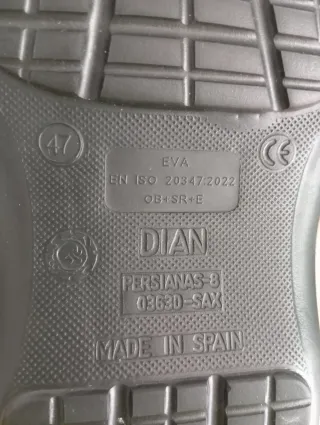 47
EVA
CE
EN ISO 20347:2022
OB+SR+E
DIAN
PERSIANAS-B
03630-SAX
MADE IN SPAIN